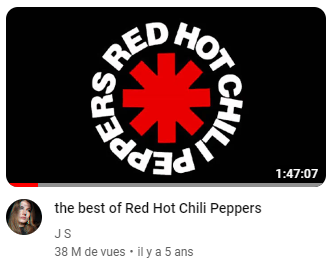 RED HOT CHILI PEPPERS
1:47:07
the best of Red Hot Chili Peppers
J S
38 M de vues • il y a 5 ans